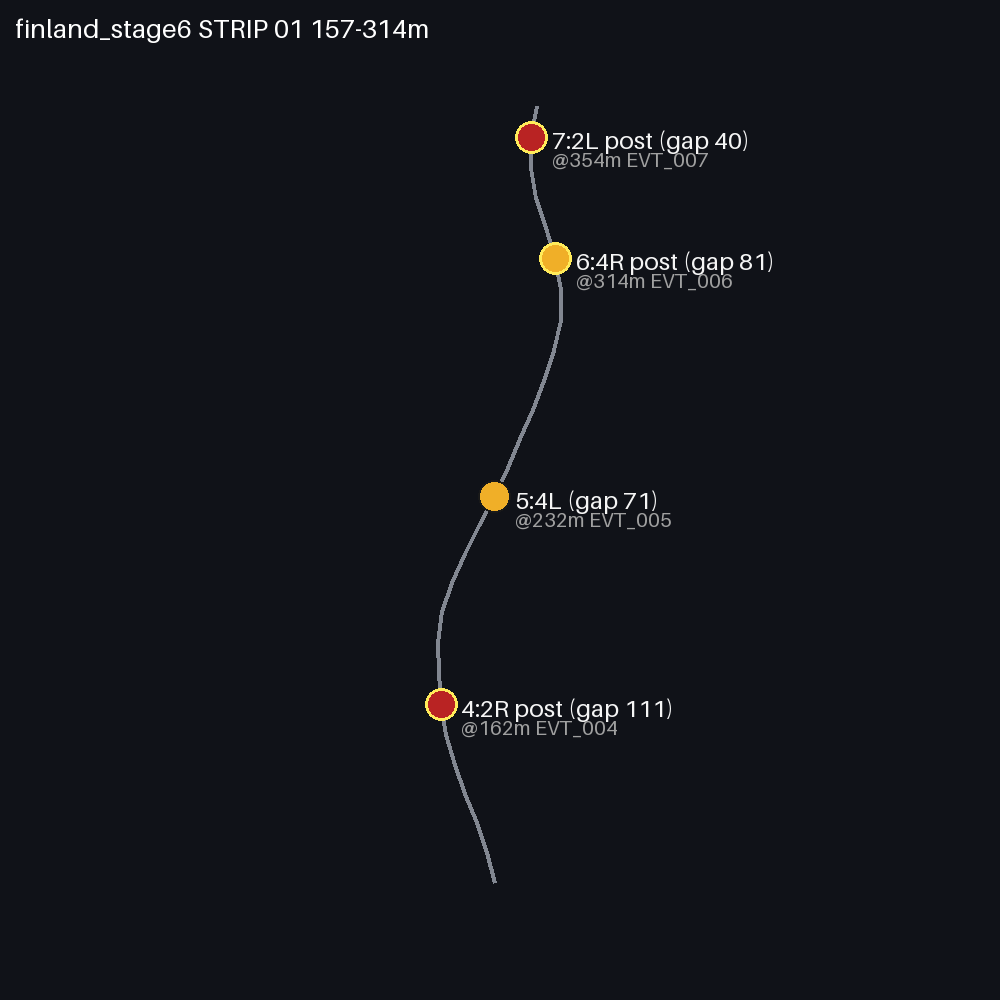 finland_stage6 STRIP 01 157-314m
7:2L post (gap 40)
@354m EVT_007
6:4R post (gap 81)
@314m EVT_006
5:4L (gap 71)
@232m EVT_005
4:2R post (gap 111)
@162m EVT_004